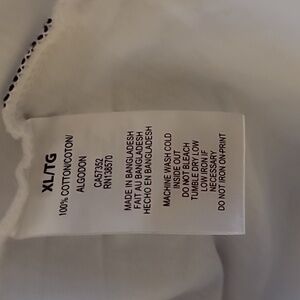 XL/TG
100% COTTON/COTON/
ALGODON
CA57352
RN138570
MADE IN BANGLADESH
FAIT AU BANGLADESH
HECHO EN BANGLADESH
MACHINE WASH COLD
INSIDE OUT
DO NOT BLEACH
TUMBLE DRY LOW
LOW IRON IF
NECESSARY
DO NOT IRON ON PRINT